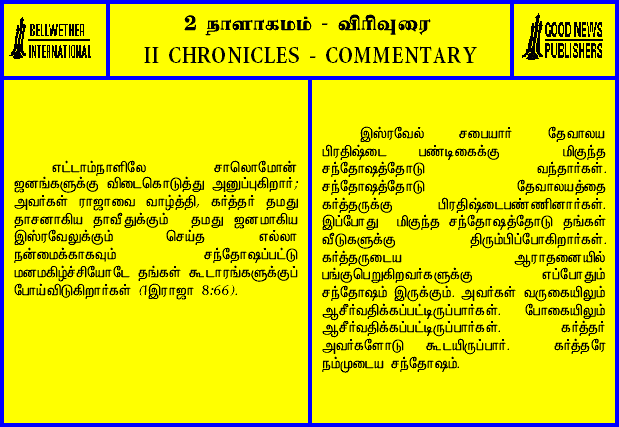 BELLWETHER
INTERNATIONAL
2 நாளாகமம் - விரிவுரை
II CHRONICLES - COMMENTARY
GOOD NEWS
PUBLISHERS
எட்டாம்நாளிலே சாலொமோன்
ஜனங்களுக்கு விடைகொடுத்து அனுப்புகிறார்;
அவர்கள் ராஜாவை வாழ்த்தி, கர்த்தர் தமது
தாசனாகிய தாவீதுக்கும் தமது ஜனமாகிய
இஸ்ரவேலுக்கும் செய்த எல்லா
நன்மைக்காகவும் சந்தோஷப்பட்டு
மனமகிழ்ச்சியோடே தங்கள் கூடாரங்களுக்குப்
போய்விடுகிறார்கள் (1இராஜா 8:66).
இஸ்ரவேல் சபையார் தேவாலய
பிரதிஷ்டை பண்டிகைக்கு மிகுந்த
சந்தோஷத்தோடு வந்தார்கள்.
சந்தோஷத்தோடு தேவாலயத்தை
கர்த்தருக்கு பிரதிஷ்டைபண்ணினார்கள்.
இப்போது மிகுந்த சந்தோஷத்தோடு தங்கள்
வீடுகளுக்கு திரும்பிப்போகிறார்கள்.
கர்த்தருடைய ஆராதனையில்
பங்குபெறுகிறவர்களுக்கு எப்போதும்
சந்தோஷம் இருக்கும். அவர்கள் வருகையிலும்
ஆசீர்வதிக்கப்பட்டிருப்பார்கள். போகையிலும்
ஆசீர்வதிக்கப்பட்டிருப்பார்கள். கர்த்தர்
அவர்களோடு கூடயிருப்பார். கர்த்தரே
நம்முடைய சந்தோஷம்.